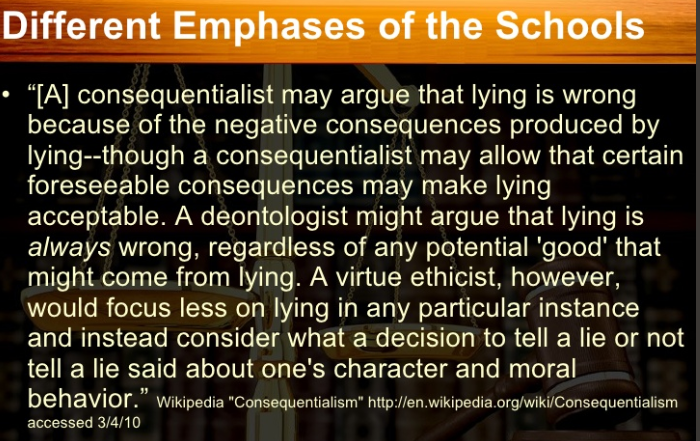 Different Emphases of the Schools
• “[A] consequentialist may argue that lying is wrong
because of the negative consequences produced by
lying--though a consequentialist may allow that certain
foreseeable consequences may make lying
acceptable. A deontologist might argue that lying is
always wrong, regardless of any potential 'good' that
might come from lying. A virtue ethicist, however,
would focus less on lying in any particular instance
and instead consider what a decision to tell a lie or not
tell a lie said about one's character and moral
behavior.” Wikipedia "Consequentialism" http://en.wikipedia.org/wiki/Consequentialism
accessed 3/4/10